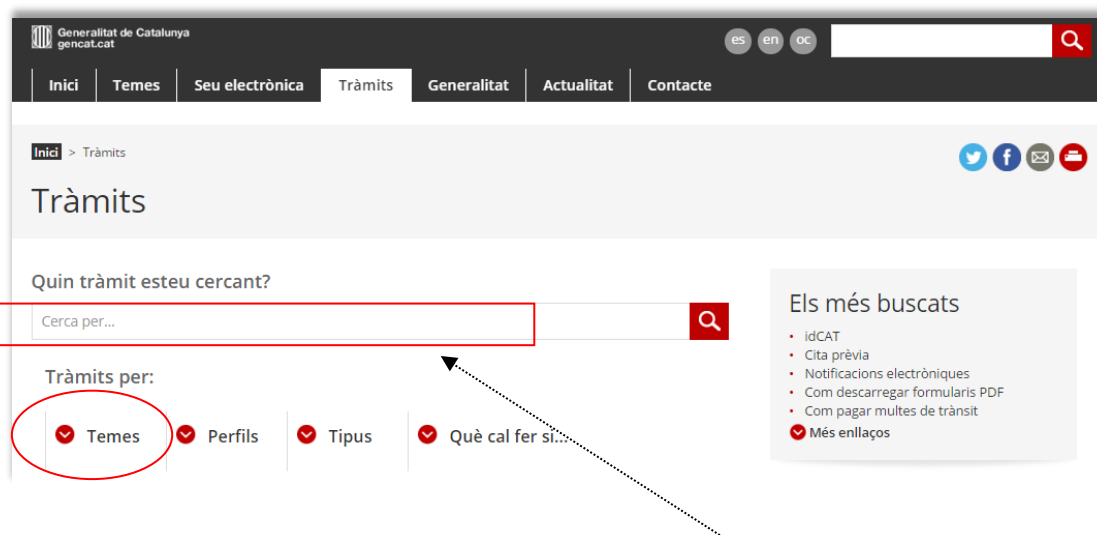 Generalitat de Catalunya
gencat.cat
es en oc
Inici Temes Seu electrònica Tràmits Generalitat Actualitat Contacte
Inici > Tràmits
Tràmits
Quin tràmit esteu cercant?
Cerca per...
Tràmits per:
Temes Perfils Tipus Què cal fer si...
Els més buscats
• idCAT
• Cita prèvia
• Notificacions electròniques
• Com descarregar formularis PDF
• Com pagar multes de trànsit
Més enllaços